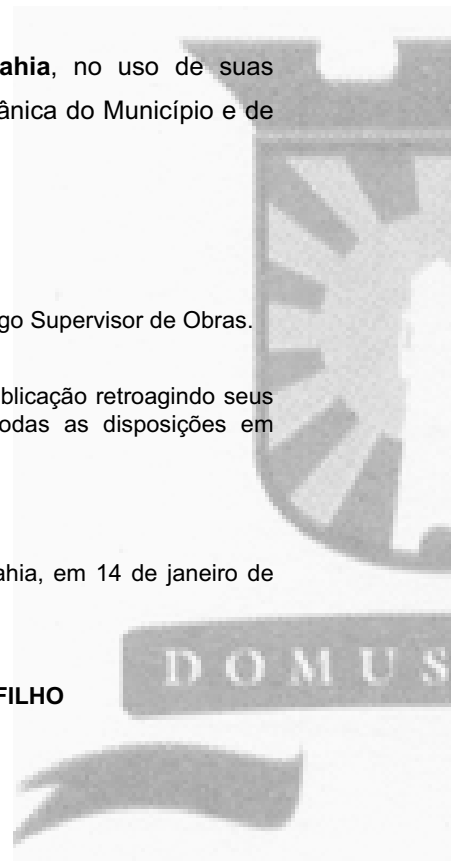 ahia, no uso de suas
ânica do Município e de
go Supervisor de Obras.
blicação retroagindo seus
odas as disposições em
ahia, em 14 de janeiro de
FILHO
DOMUS